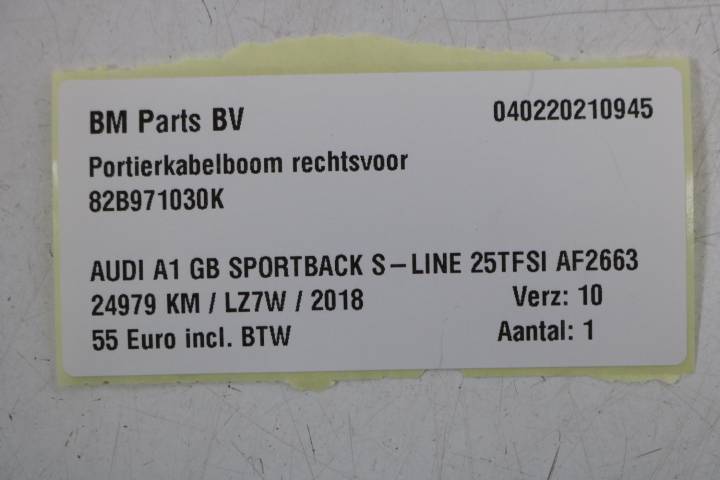 BM Parts BV 040220210945
Portierkabelboom rechtsvoor
82B971030K
AUDI A1 GB SPORTBACK S-LINE 25TFSI AF2663
24979 KM / LZ7W / 2018 Verz: 10
55 Euro incl. BTW Aantal: 1